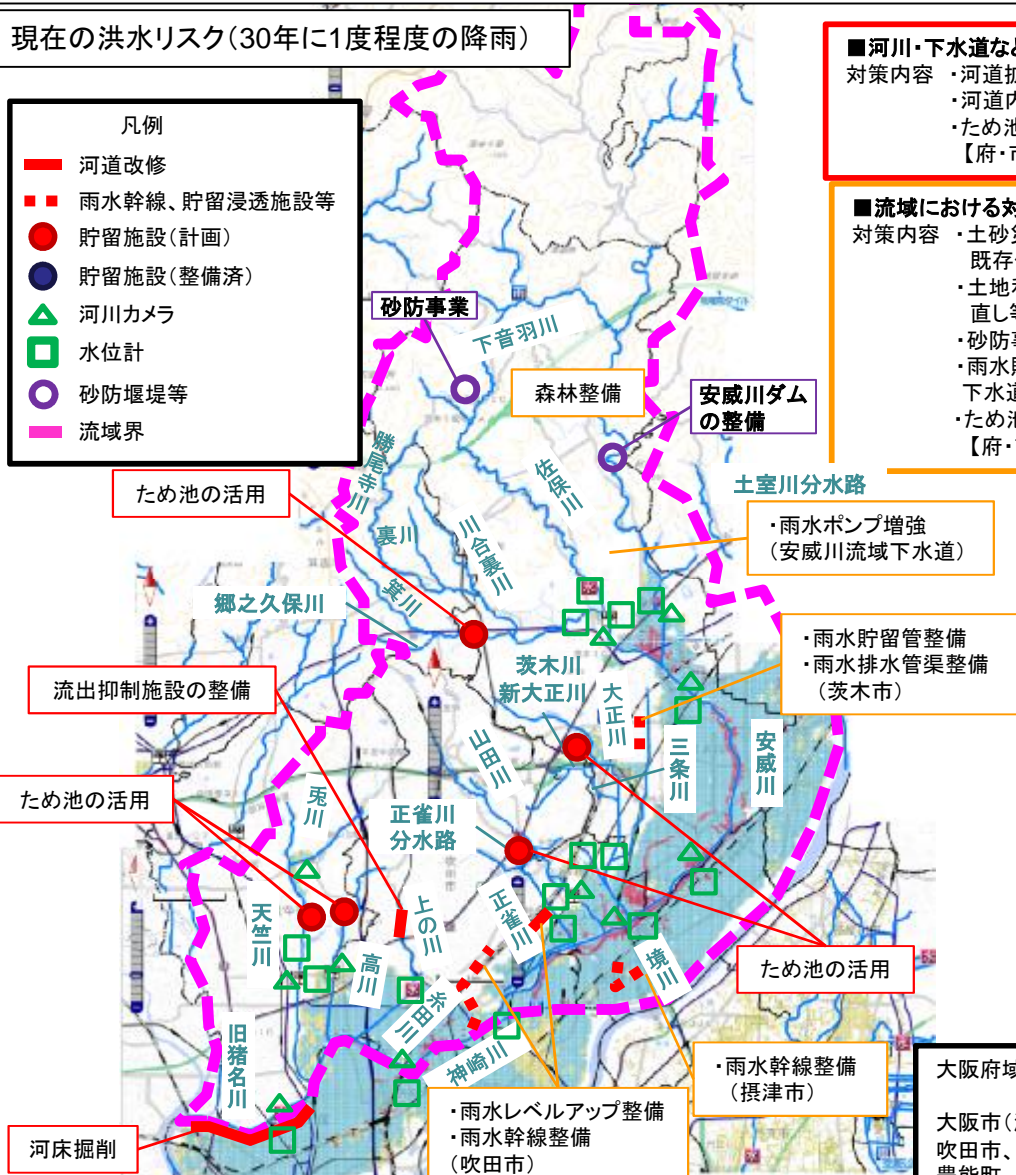 現在の洪水リスク(30年に1度程度の降雨)
凡例
河道改修
雨水幹線、貯留浸透施設等
貯留施設(計画)
貯留施設(整備済)
河川カメラ
水位計
砂防堰堤等
流域界
■河川・下水道な
対策内容 ・河道拡
・河道内
・ため池
【府・市
■流域における対
対策内容 ・土砂災
既存
・土地利
直し等
・砂防事
・雨水貯
下水道
・ため池
【府・
砂防事業
下音羽川
森林整備
安威川ダム
の整備
勝尾寺川
佐保川
土室川分水路
ため池の活用
裏川
川合裏川
・雨水ポンプ増強
(安威川流域下水道)
箕川
郷之久保川
・雨水貯留管整備
・雨水排水管渠整備
(茨木市)
流出抑制施設の整備
茨木川
新大正川
大正川
山田川
三条川
安威川
ため池の活用
兎川
正雀川
分水路
天竺川
上の川
正雀川
高川
境川
ため池の活用
糸田川
旧猪名川
神崎川
・雨水幹線整備
(摂津市)
・雨水レベルアップ整備
・雨水幹線整備
(吹田市)
河床掘削
大阪府域
大阪市(
吹田市、
豊能町